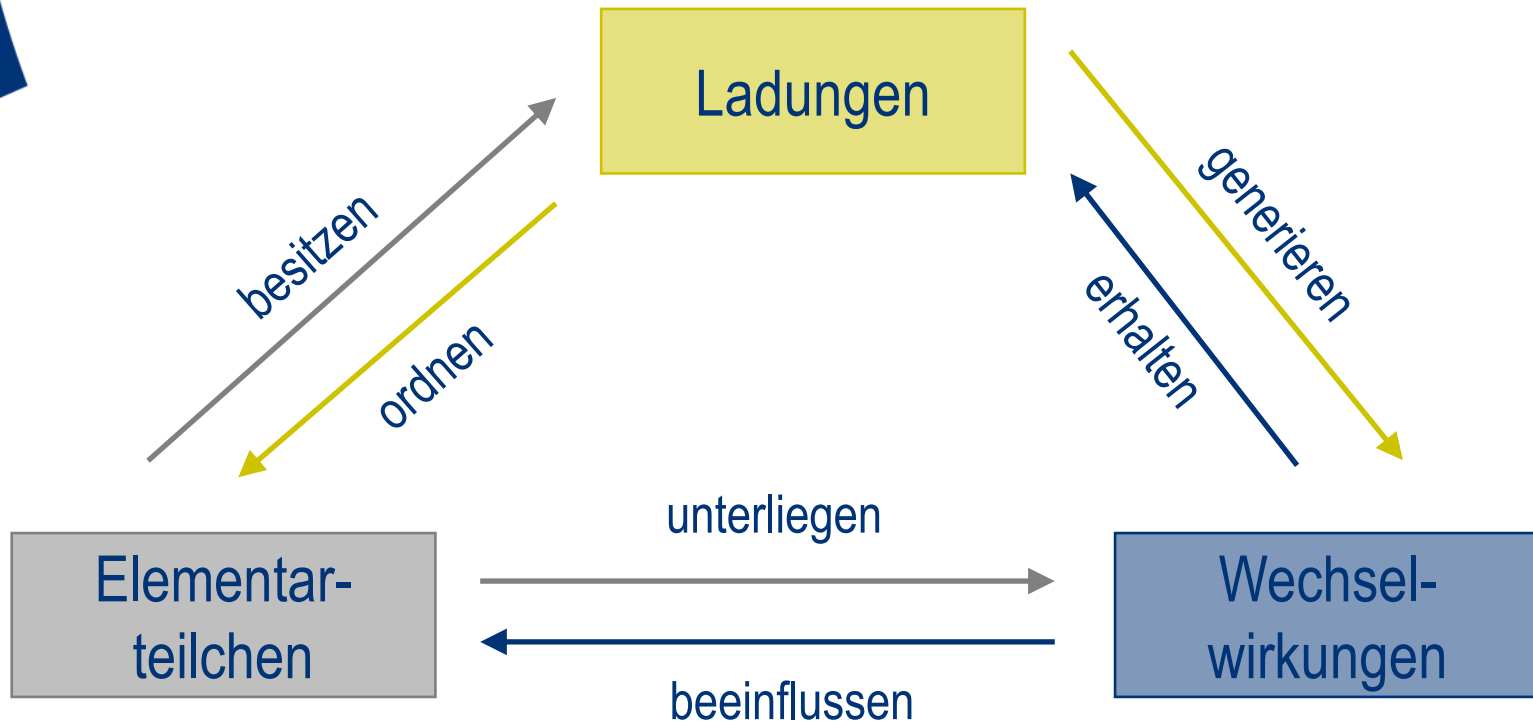 Ladungen
besitzen
ordnen
generieren
erhalten
unterliegen
Elementar-
teilchen
Wechsel-
wirkungen
beeinflussen